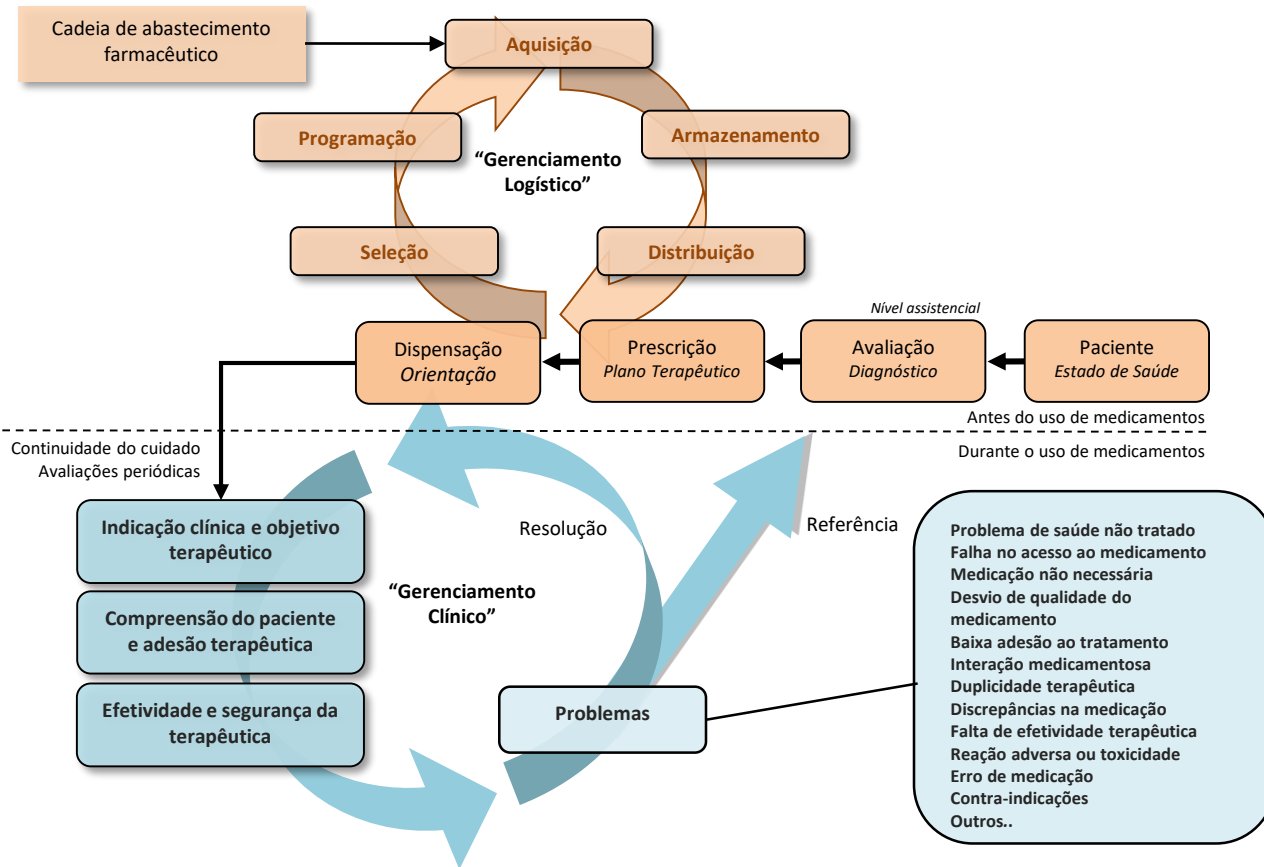 Cadeia de abastecimento
farmacêutico
Aquisição
Programação
Armazenamento
“Gerenciamento
Logístico”
Seleção
Distribuição
Nível assistencial
Dispensação
Orientação
Prescrição
Plano Terapêutico
Avaliação
Diagnóstico
Paciente
Estado de Saúde
Antes do uso de medicamentos
Durante o uso de medicamentos
Continuidade do cuidado
Avaliações periódicas
Indicação clínica e objetivo
terapêutico
Compreensão do paciente
e adesão terapêutica
Efetividade e segurança da
terapêutica
Resolução
Referência
“Gerenciamento
Clínico”
Problemas
Problema de saúde não tratado
Falha no acesso ao medicamento
Medicação não necessária
Desvio de qualidade do
medicamento
Baixa adesão ao tratamento
Interação medicamentosa
Duplicidade terapêutica
Discrepâncias na medicação
Falta de efetividade terapêutica
Reação adversa ou toxicidade
Erro de medicação
Contra-indicações
Outros..